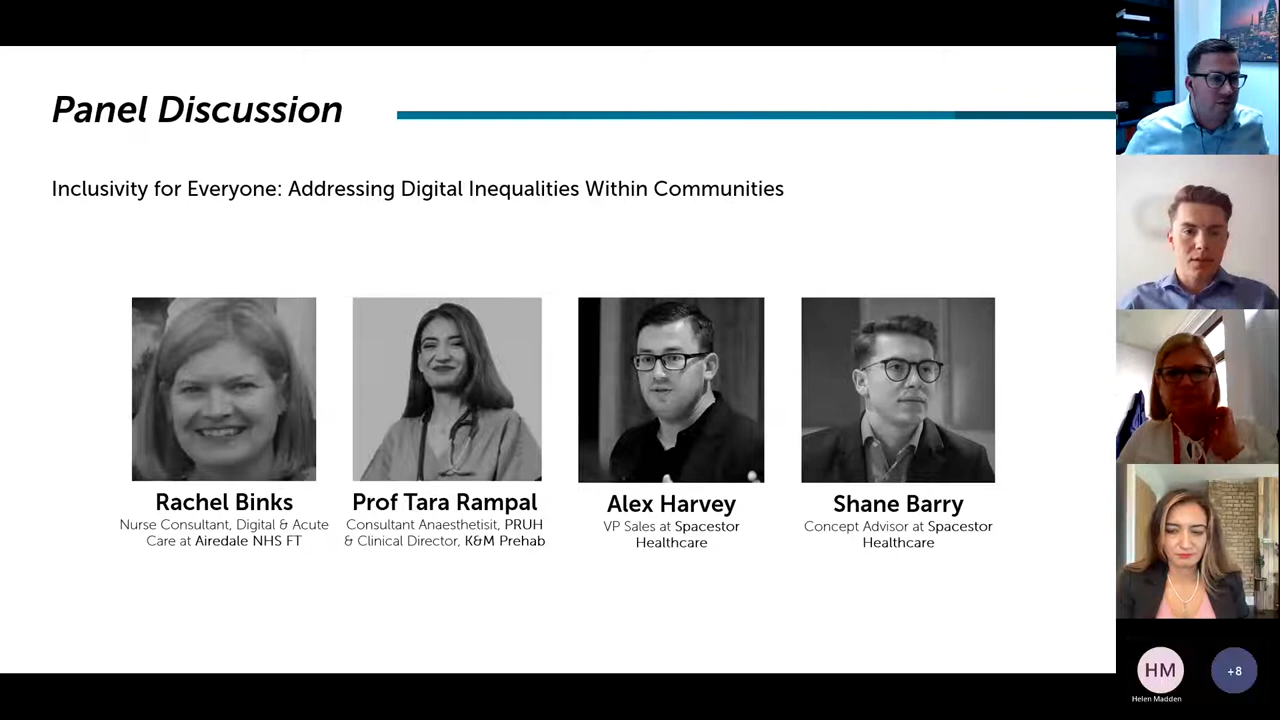 Panel Discussion
Inclusivity for Everyone: Addressing Digital Inequalities Within Communities
Rachel Binks
Nurse Consultant, Digital & Acute
Care at Airedale NHS FT
Prof Tara Rampal
Consultant Anaesthetisit, PRUH
& Clinical Director, K&M Prehab
Alex Harvey
VP Sales at Spacestor
Healthcare
Shane Barry
Concept Advisor at Spacestor
Healthcare
HM
Helen Madden
+8